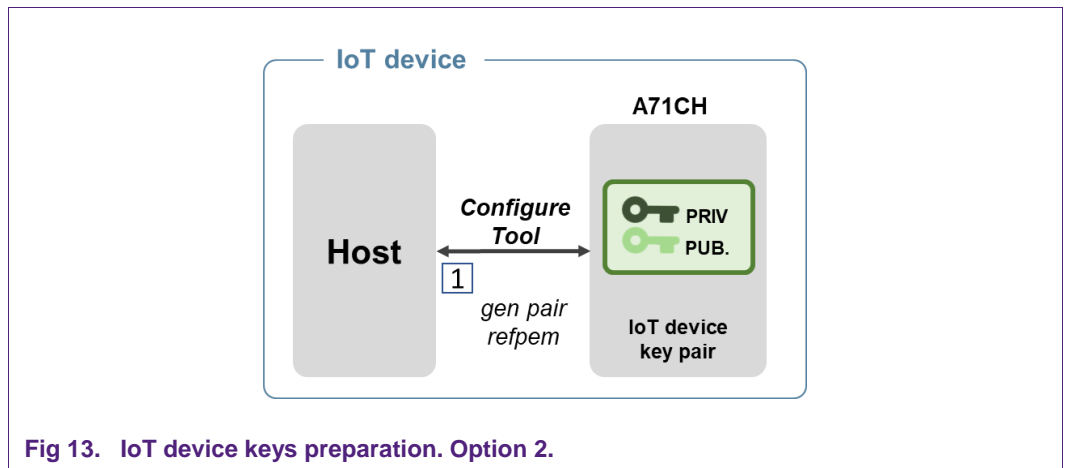 IoT device
A71CH
Host
Configure
Tool
1
gen pair
refpem
PRIV
PUB.
IoT device
key pair
Fig 13. IoT device keys preparation. Option 2.